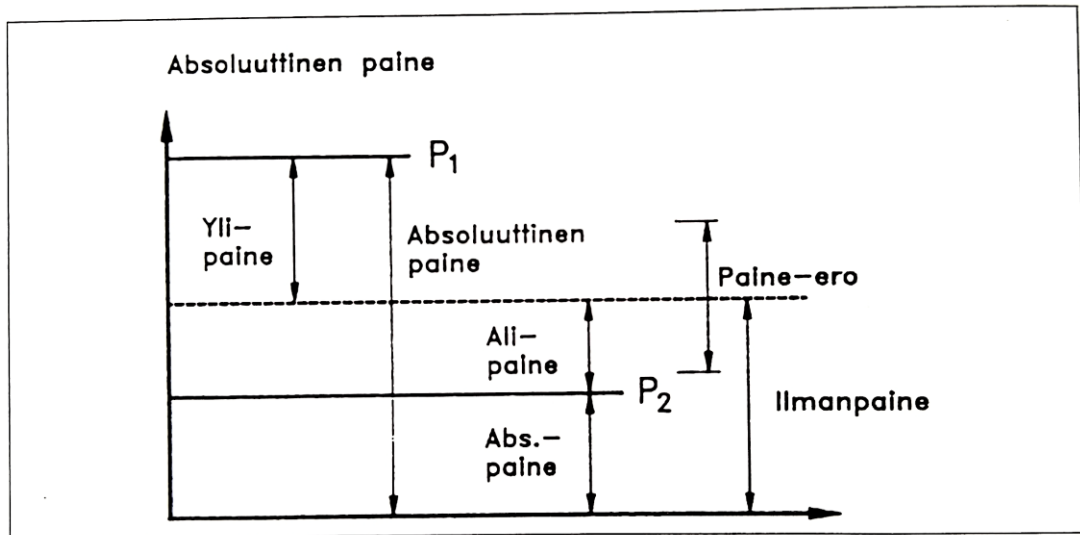 Absoluuttinen paine
P₁
Yli-
paine
Absoluuttinen
paine
Paine-ero
Ali-
paine
P₂
Ilmanpaine
Abs.-
paine